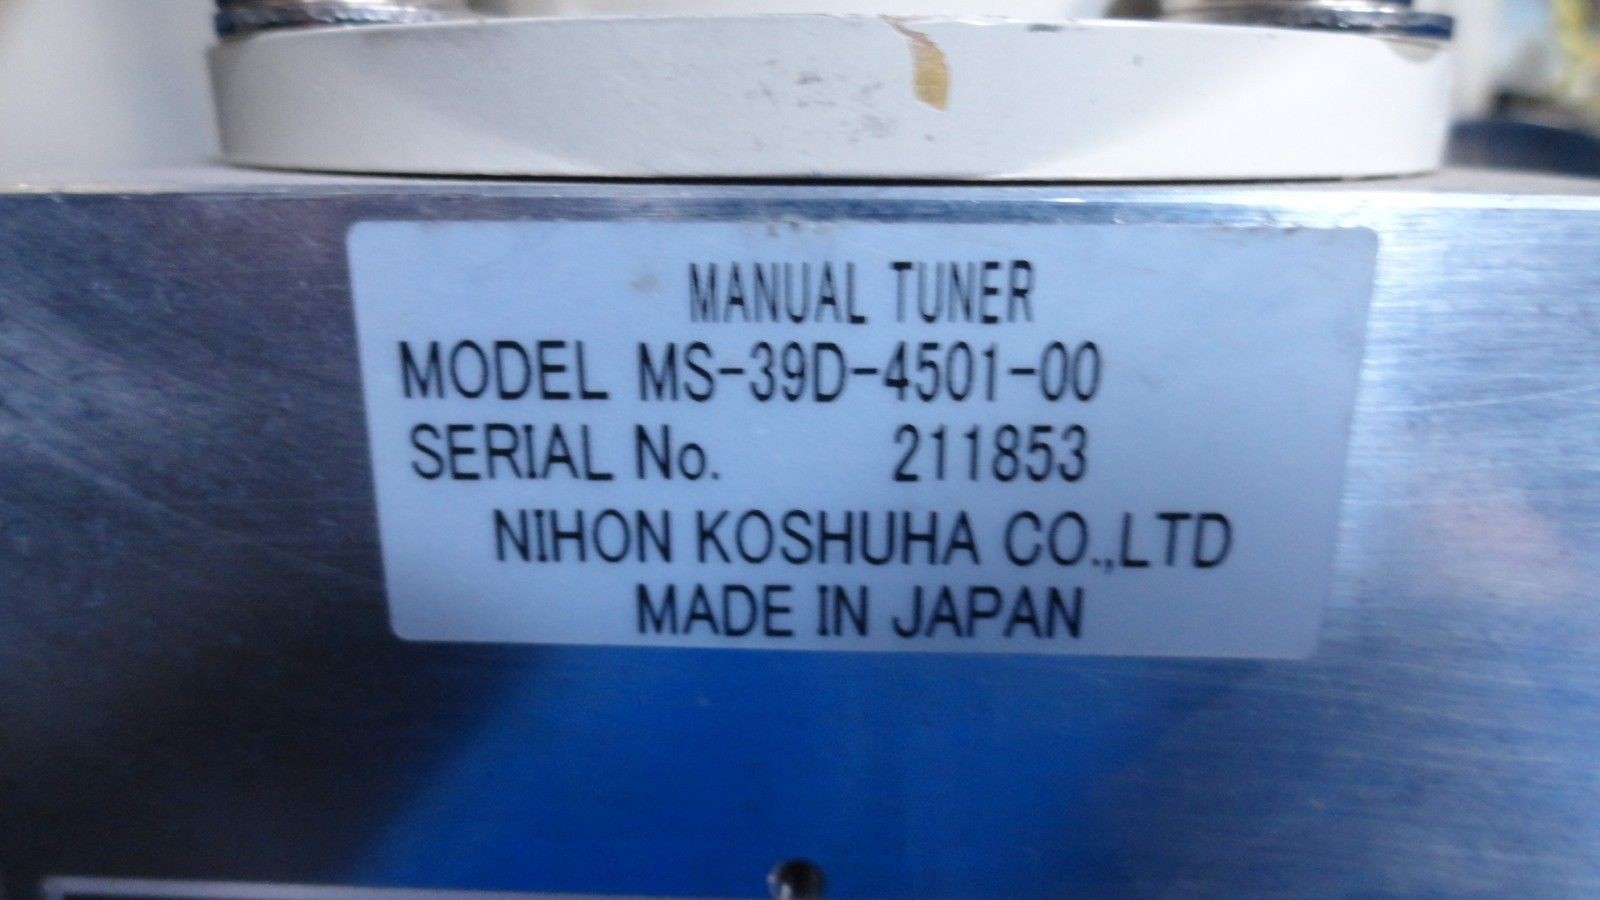 MANUAL TUNER
MODEL MS-39D-4501-00
SERIAL No. 211853
NIHON KOSHUHA CO.,LTD
MADE IN JAPAN